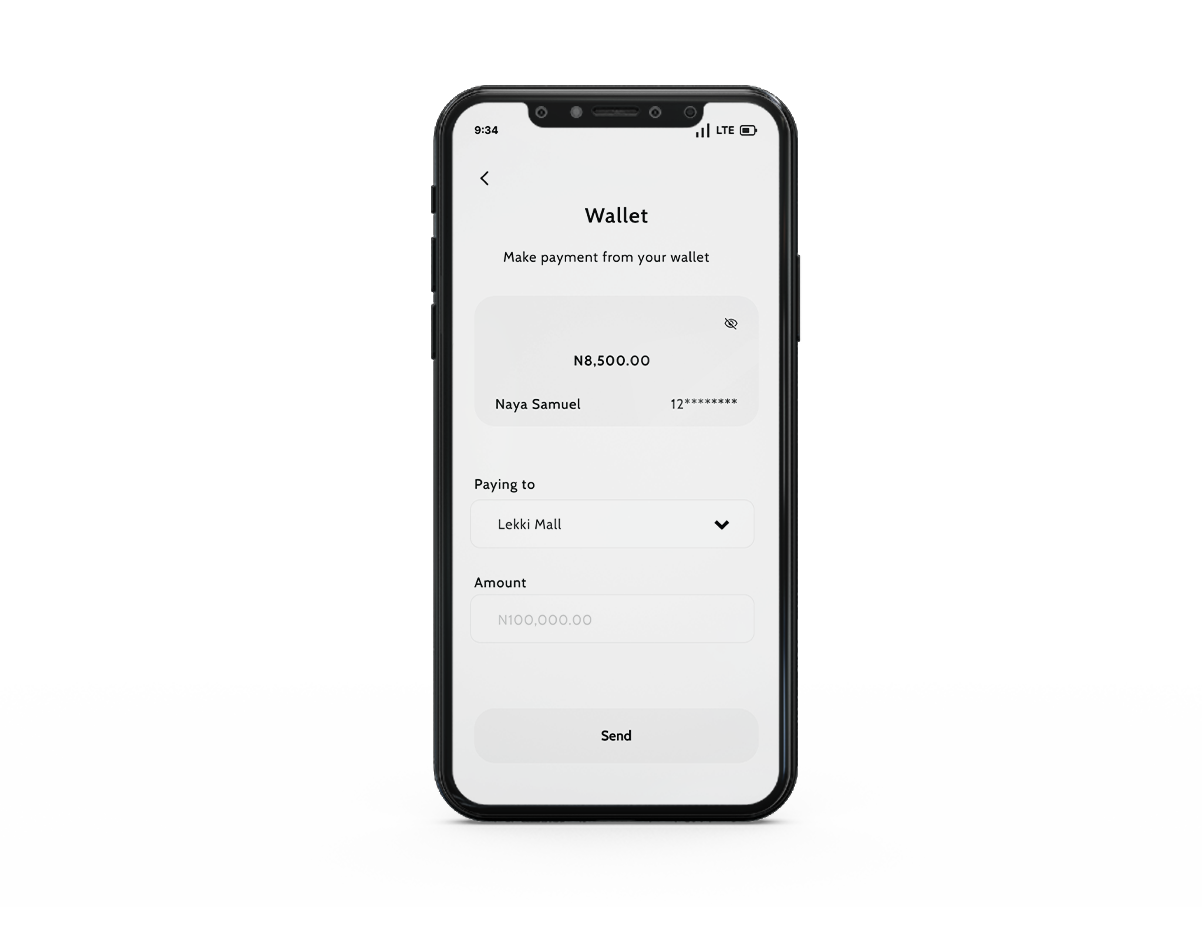 9:34 LTE
Wallet
Make payment from your wallet
N8,500.00
Naya Samuel 12********
Paying to
Lekki Mall
Amount
N100,000.00
Send